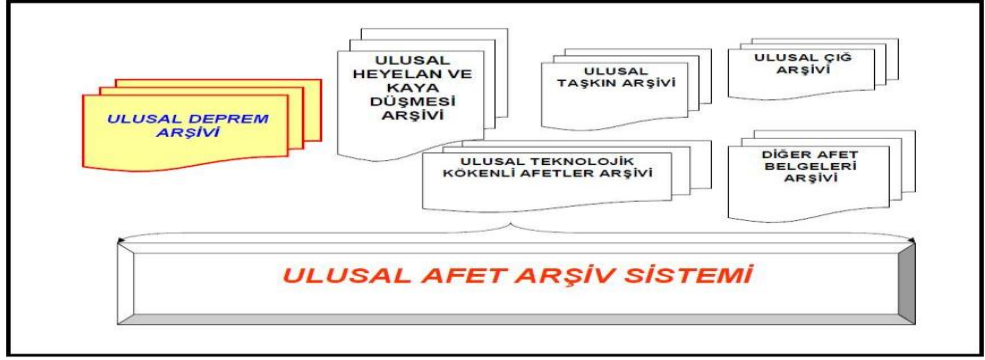 ULUSAL DEPREM
ARŞİVİ
ULUSAL
HEYELAN VE
KAYA
DÜŞMESİ
ARŞİVİ
ULUSAL
TAŞKIN ARŞİVİ
ULUSAL ÇIĞ
ARŞİVİ
ULUSAL TEKNOLOJİK
KÖKENLİ AFETLER ARŞİVİ
DİĞER AFET
BELGELERİ
ARŞİVİ
ULUSAL AFET ARŞİV SİSTEMİ